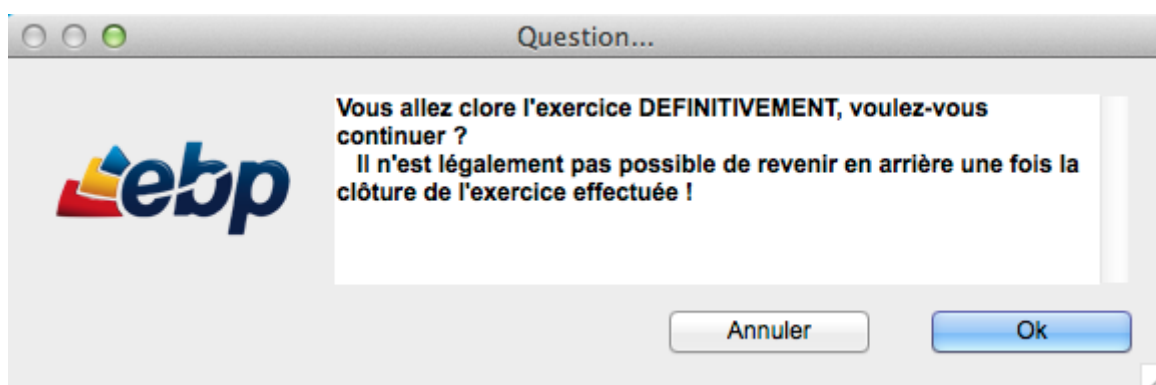 Question...
Vous allez clore l'exercice DEFINITIVEMENT, voulez-vous
continuer ?
Il n'est légalement pas possible de revenir en arrière une fois la
clôture de l'exercice effectuée !
ebp
Annuler
Ok